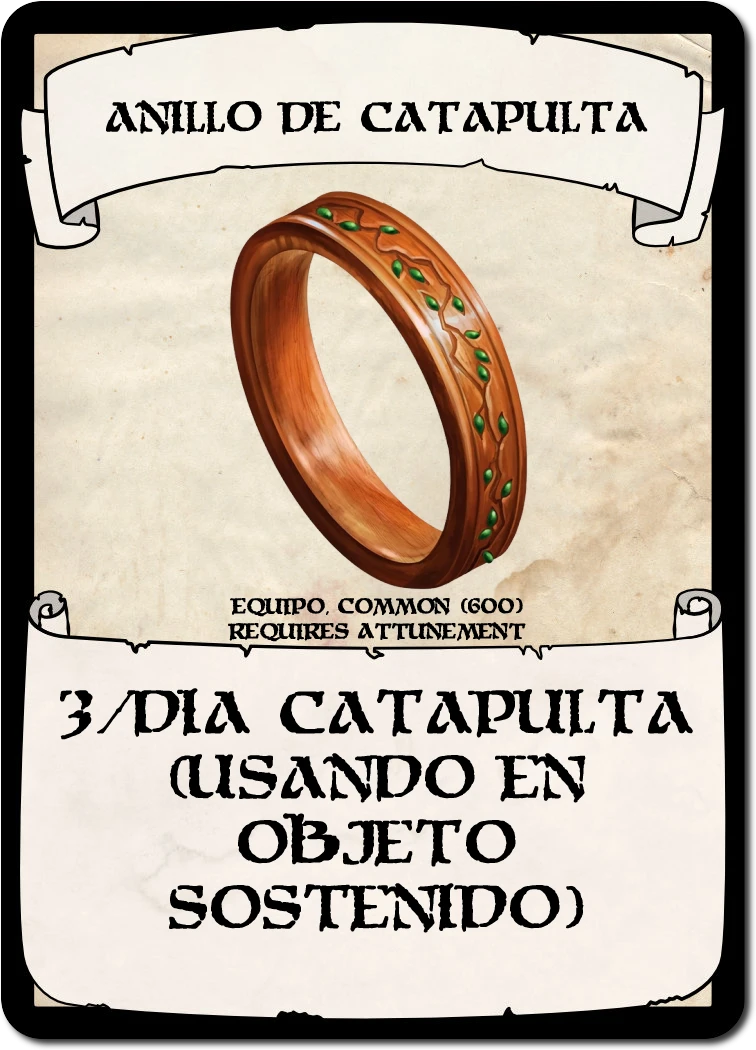 ANILLO DE CATAPULTA
EQUIPO, COMMON (600)
REQUIRES ATTUNEMENT
3/DIA CATAPULTA
(USANDO EN
OBJETO
SOSTENIDO)